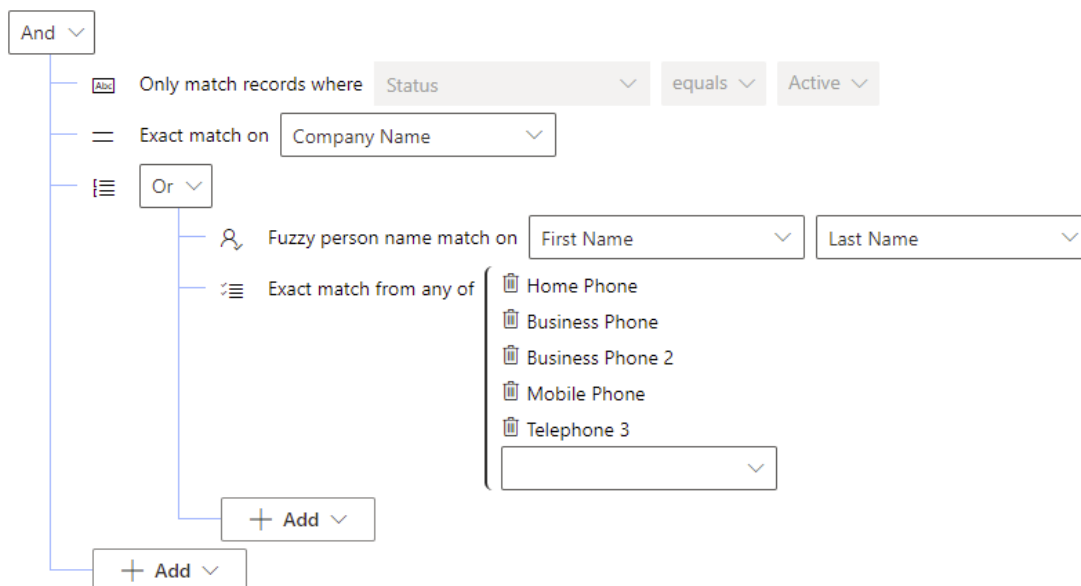 And
Abc Only match records where Status equals Active
Exact match on Company Name
Or
Fuzzy person name match on First Name Last Name
Exact match from any of Home Phone
Business Phone
Business Phone 2
Mobile Phone
Telephone 3
Add
Add